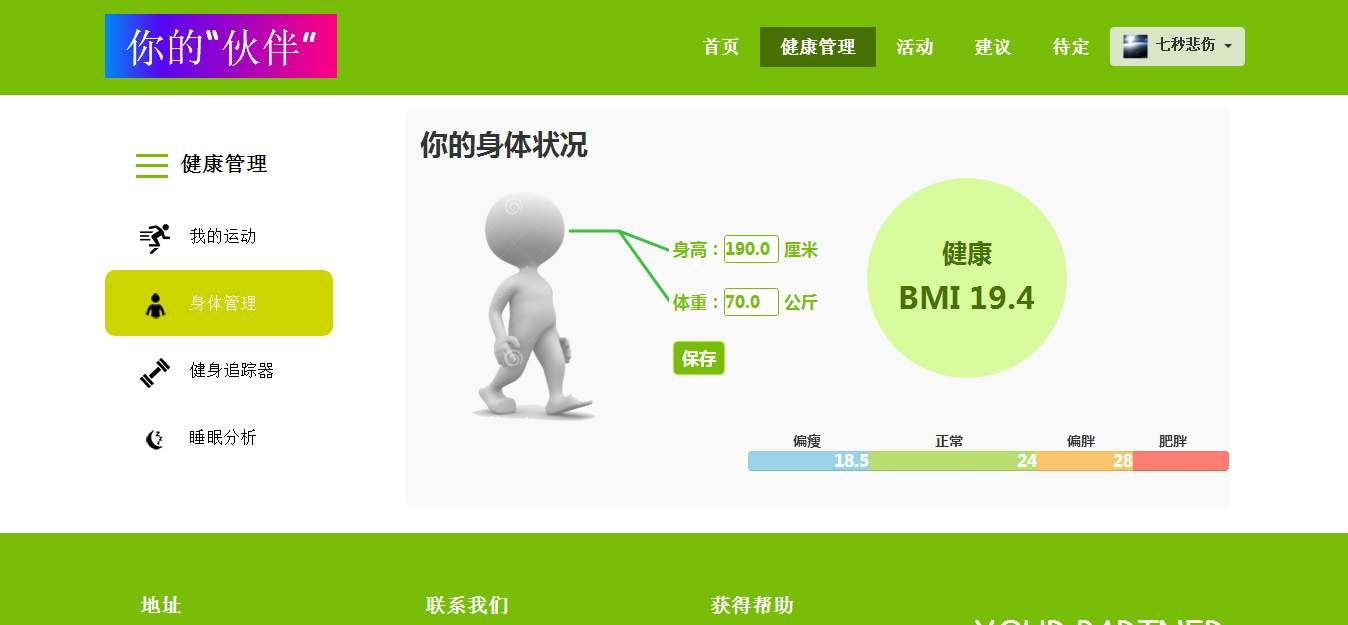 你的“伙伴”
首页 健康管理 活动 建议 待定 七秒悲伤
健康管理
我的运动
身体管理
健身追踪器
睡眠分析
你的身体状况
身高：190.0 厘米
体重：70.0 公斤
保存
健康
BMI 19.4
偏瘦 正常 偏胖 肥胖
18.5 24 28
地址 联系我们 获得帮助
YOUR PARTNER